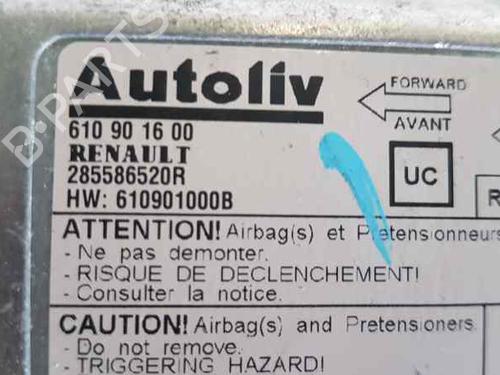 Autoliv
FORWARD
AVANT
610 90 16 00
RENAULT
285586520R
HW: 610901000B
UC
R
ATTENTION! Airbag(s) et Pretensionneurs
- Ne pas demonter.
- RISQUE DE DECLENCHEMENT!
- Consulter la notice.
CAUTION! Airbag(s) and Pretensioners
- Do not remove.
- TRIGGERING HAZARD!
B-PARTS